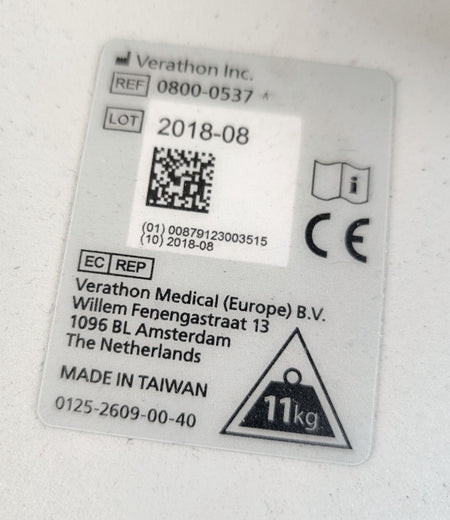 Verathon Inc.
REF 0800-0537 *
LOT 2018-08
(01) 00879123003515
(10) 2018-08
i
CE
EC REP
Verathon Medical (Europe) B.V.
Willem Fenengastraat 13
1096 BL Amsterdam
The Netherlands
MADE IN TAIWAN
0125-2609-00-40
11kg